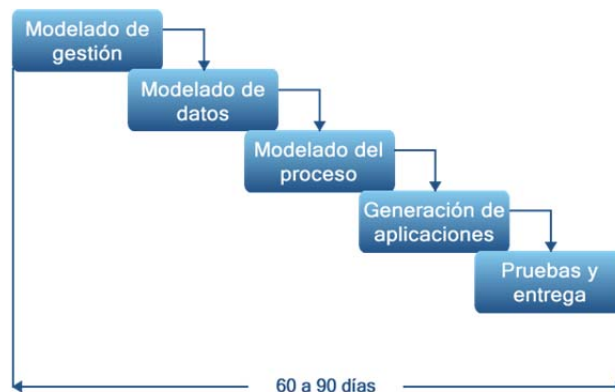 Modelado de
gestión
Modelado de
datos
Modelado del
proceso
Generación de
aplicaciones
Pruebas y
entrega
60 a 90 días